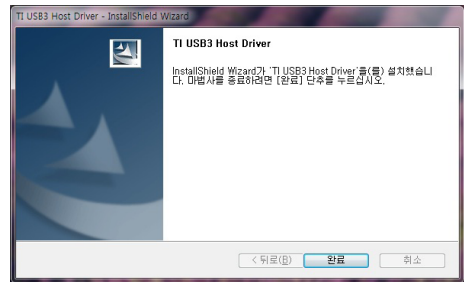 TI USB3 Host Driver - InstallShield Wizard
TI USB3 Host Driver
InstallShield Wizard가 'TI USB3 Host Driver'을(를) 설치했습니
다. 마법사를 종료하려면 [완료] 단추를 누르십시오.
< 뒤로(B) 완료 취소